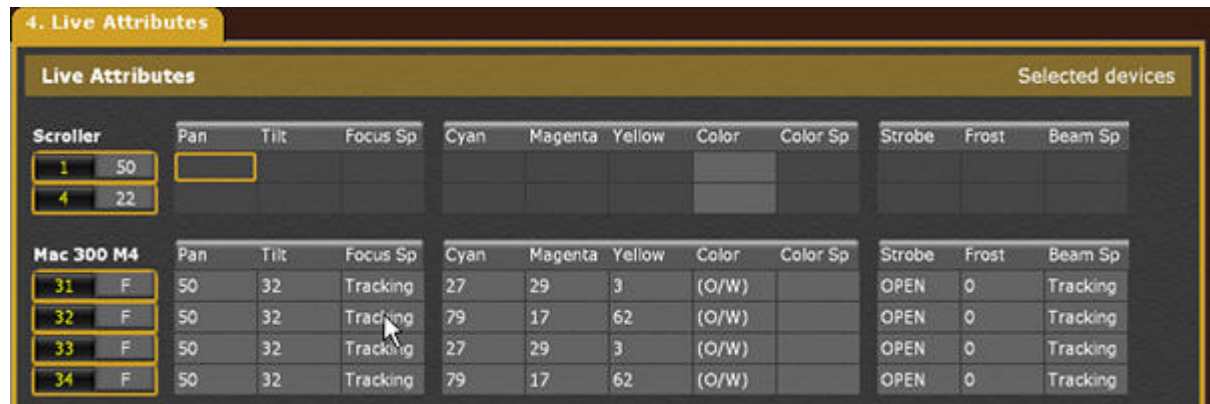 4. Live Attributes
Live Attributes Selected devices
Scroller Pan Tilt Focus Sp Cyan Magenta Yellow Color Color Sp Strobe Frost Beam Sp
1 50
4 22
Mac 300 M4 Pan Tilt Focus Sp Cyan Magenta Yellow Color Color Sp Strobe Frost Beam Sp
31 F 50 32 Tracking 27 29 3 (O/W) OPEN 0 Tracking
32 F 50 32 Tracking 79 17 62 (O/W) OPEN 0 Tracking
33 F 50 32 Tracking 27 29 3 (O/W) OPEN 0 Tracking
34 F 50 32 Tracking 79 17 62 (O/W) OPEN 0 Tracking